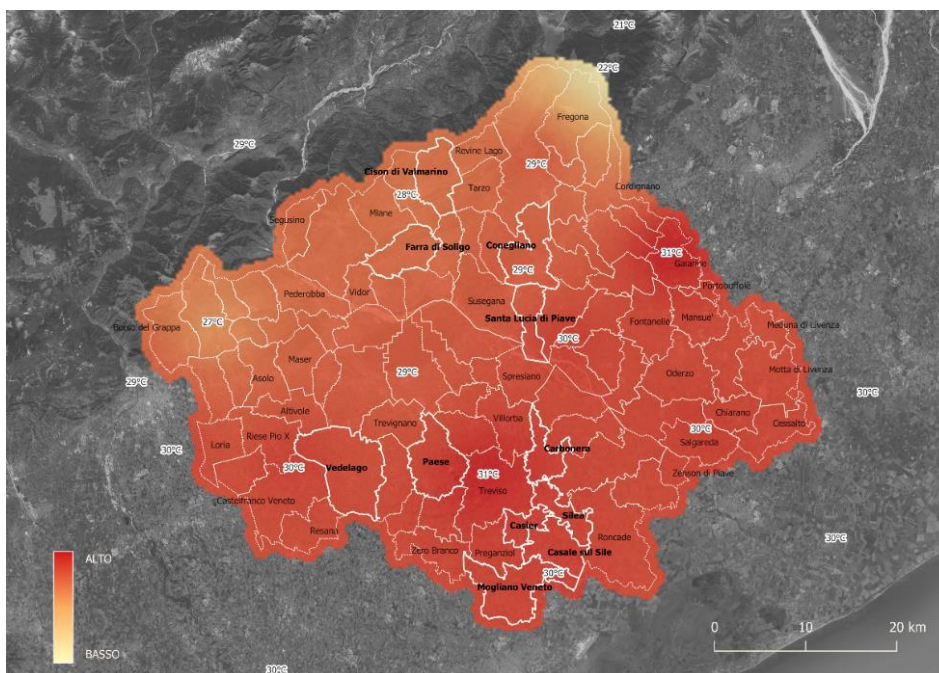 21°C
22°C
Fregona
29°C
Revine Lago
29°C
Cison di Valmarino
Cordignano
Tarzo
28°C
Miane
Segusino
Farra di Soligo
Conegliano
31°C
Gaiarine
29°C
Portobuffolè
Pederobba
Vidor
Susegana
Santa Lucia di Piave
Fontanelle
Mansue'
27°C
Borso del Grappa
Meduna di Livenza
30°C
Maser
29°C
Spresiano
Oderzo
Motta di Livenza
Asolo
29°C
30°C
Altivole
Trevignano
Villorba
Chiarano
Cessalto
30°C
Riese Pio X
Loria
30°C
Carbonera
Salgareda
30°C
Vedelago
Paese
31°C
Zenson di Piave
Treviso
Castelfranco Veneto
Silea
Casier
Resana
Roncade
30°C
Zero Branco
Preganziol
Casale sul Sile
30°C
Mogliano Veneto
ALTO
BASSO
30°C
0 10 20 km